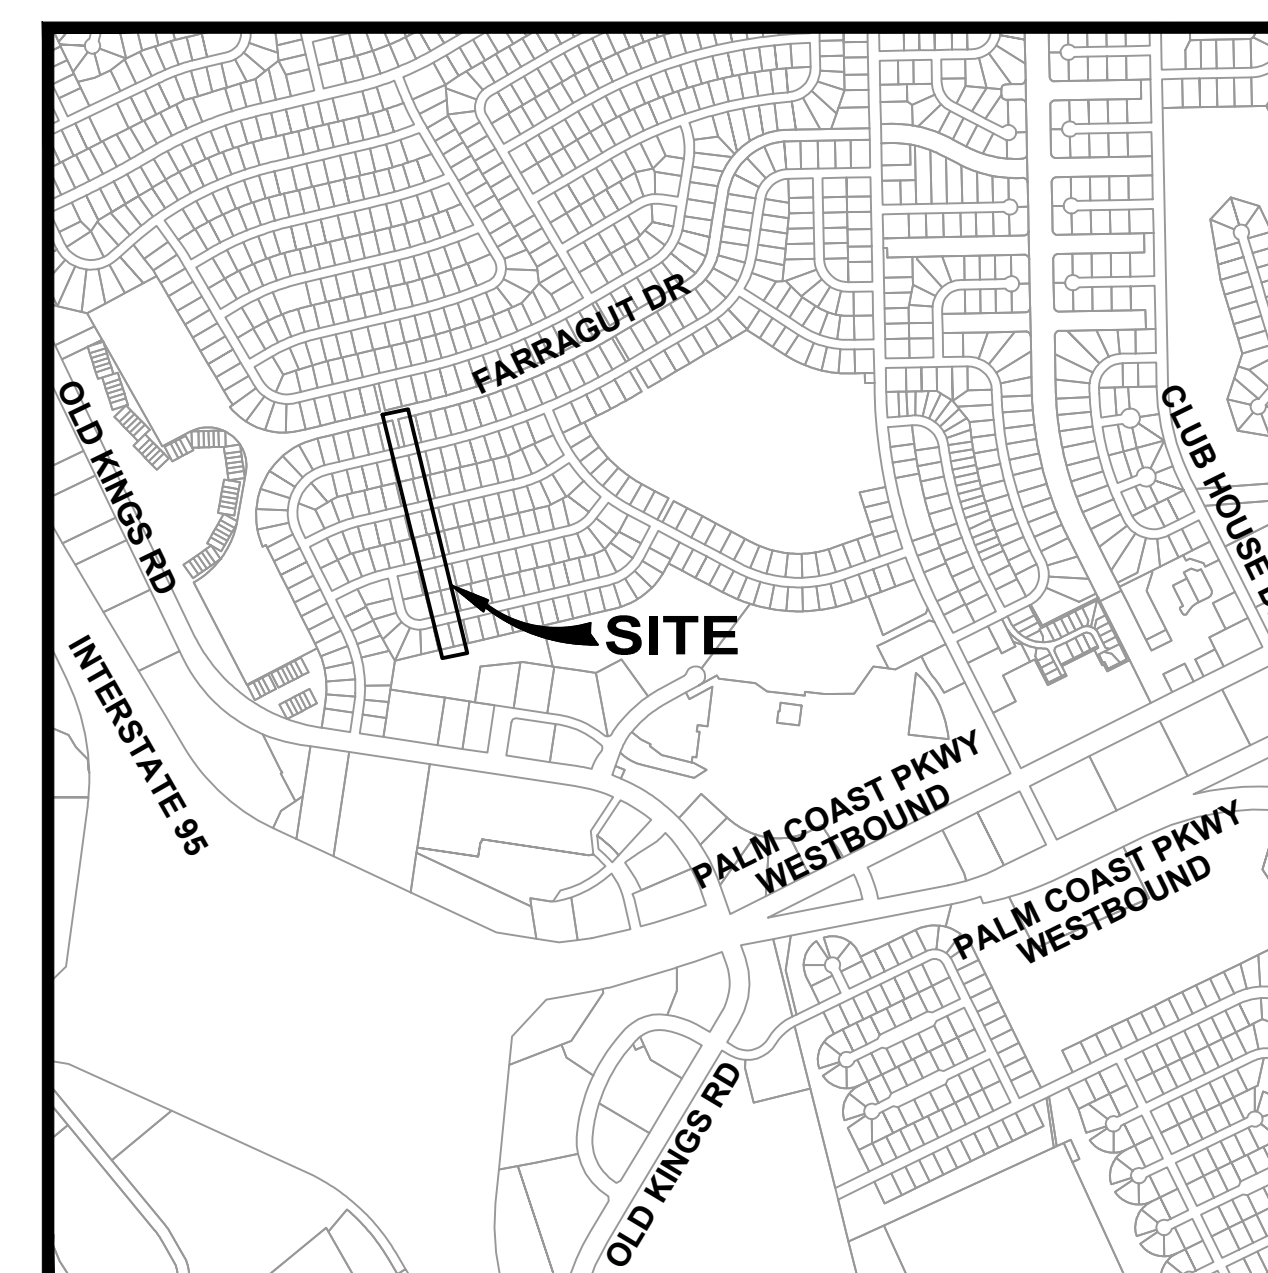 FARRAGUT DR
OLD KINGS RD
CLUB HOUSE
SITE
INTERSTATE 95
PALM COAST PKWY
WESTBOUND
PALM COAST PKWY
WESTBOUND
OLD KINGS RD